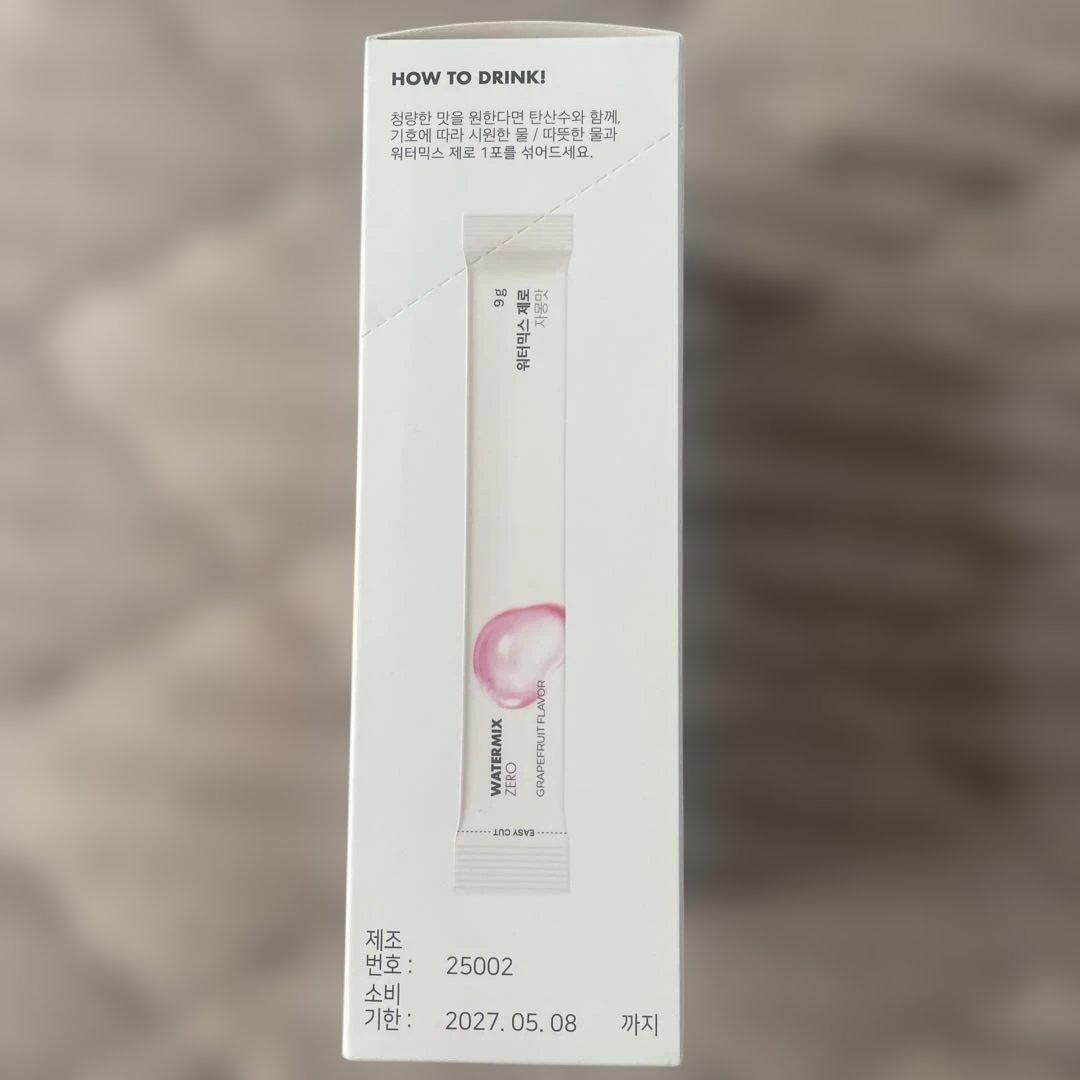 HOW TO DRINK!
청량한 맛을 원한다면 탄산수와 함께,
기호에 따라 시원한 물 / 따뜻한 물과
워터믹스 제로 1포를 섞어드세요.
9g
워터믹스 제로
자몽맛
WATERMIX
ZERO
GRAPEFRUIT FLAVOR
EASY CUT
제조
번호 : 25002
소비
기한 : 2027. 05. 08 까지